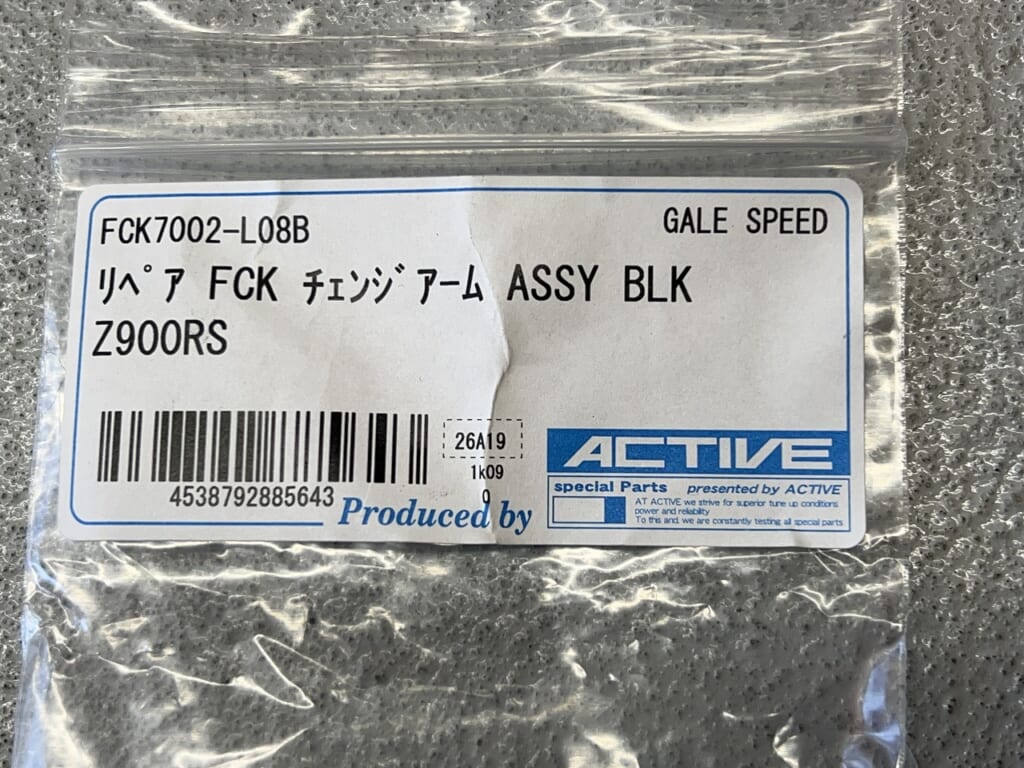 FCK7002-L08B
GALE SPEED
ﾘﾍﾟｱ FCK ﾁｪﾝｼﾞｱｰﾑ ASSY BLK
Z900RS
26A19
1k09
0
4538792885643
Produced by
ACTIVE
special Parts presented by ACTIVE
AT ACTIVE we strive for superior tune up conditions
power and reliability
To this and, we are constantly testing all special parts